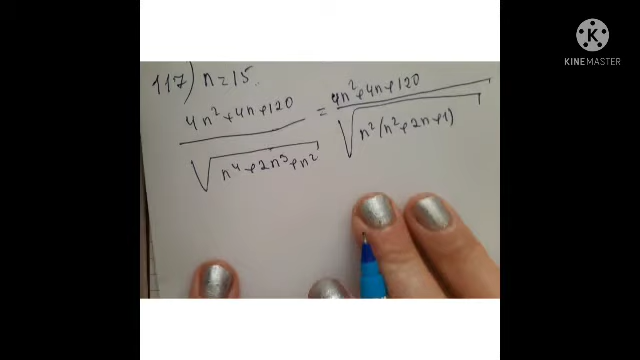 117) n=15.
4n²+4n+120 / √(n⁴+2n³+n²) = 4n²+4n+120 / √(n²(n²+2n+1))
K
KINEMASTER